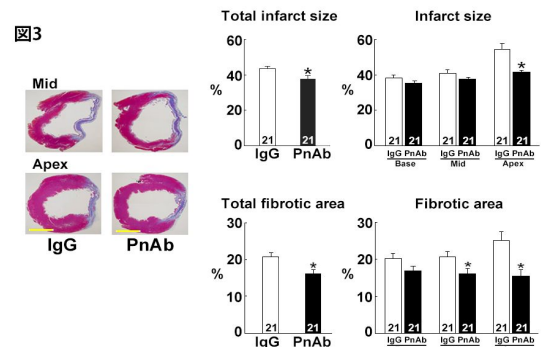 図3
Mid
Apex
IgG
PnAb
Total infarct size
60
40
%
20
0
*
21
21
IgG
PnAb
Infarct size
60
40
%
20
0
*
21 21
21 21
21 21
IgG PnAb
IgG PnAb
IgG PnAb
Base
Mid
Apex
Total fibrotic area
30
20
%
10
0
*
21
21
IgG
PnAb
Fibrotic area
30
20
%
10
0
*
*
21 21
21 21
21 21
IgG PnAb
IgG PnAb
IgG PnAb